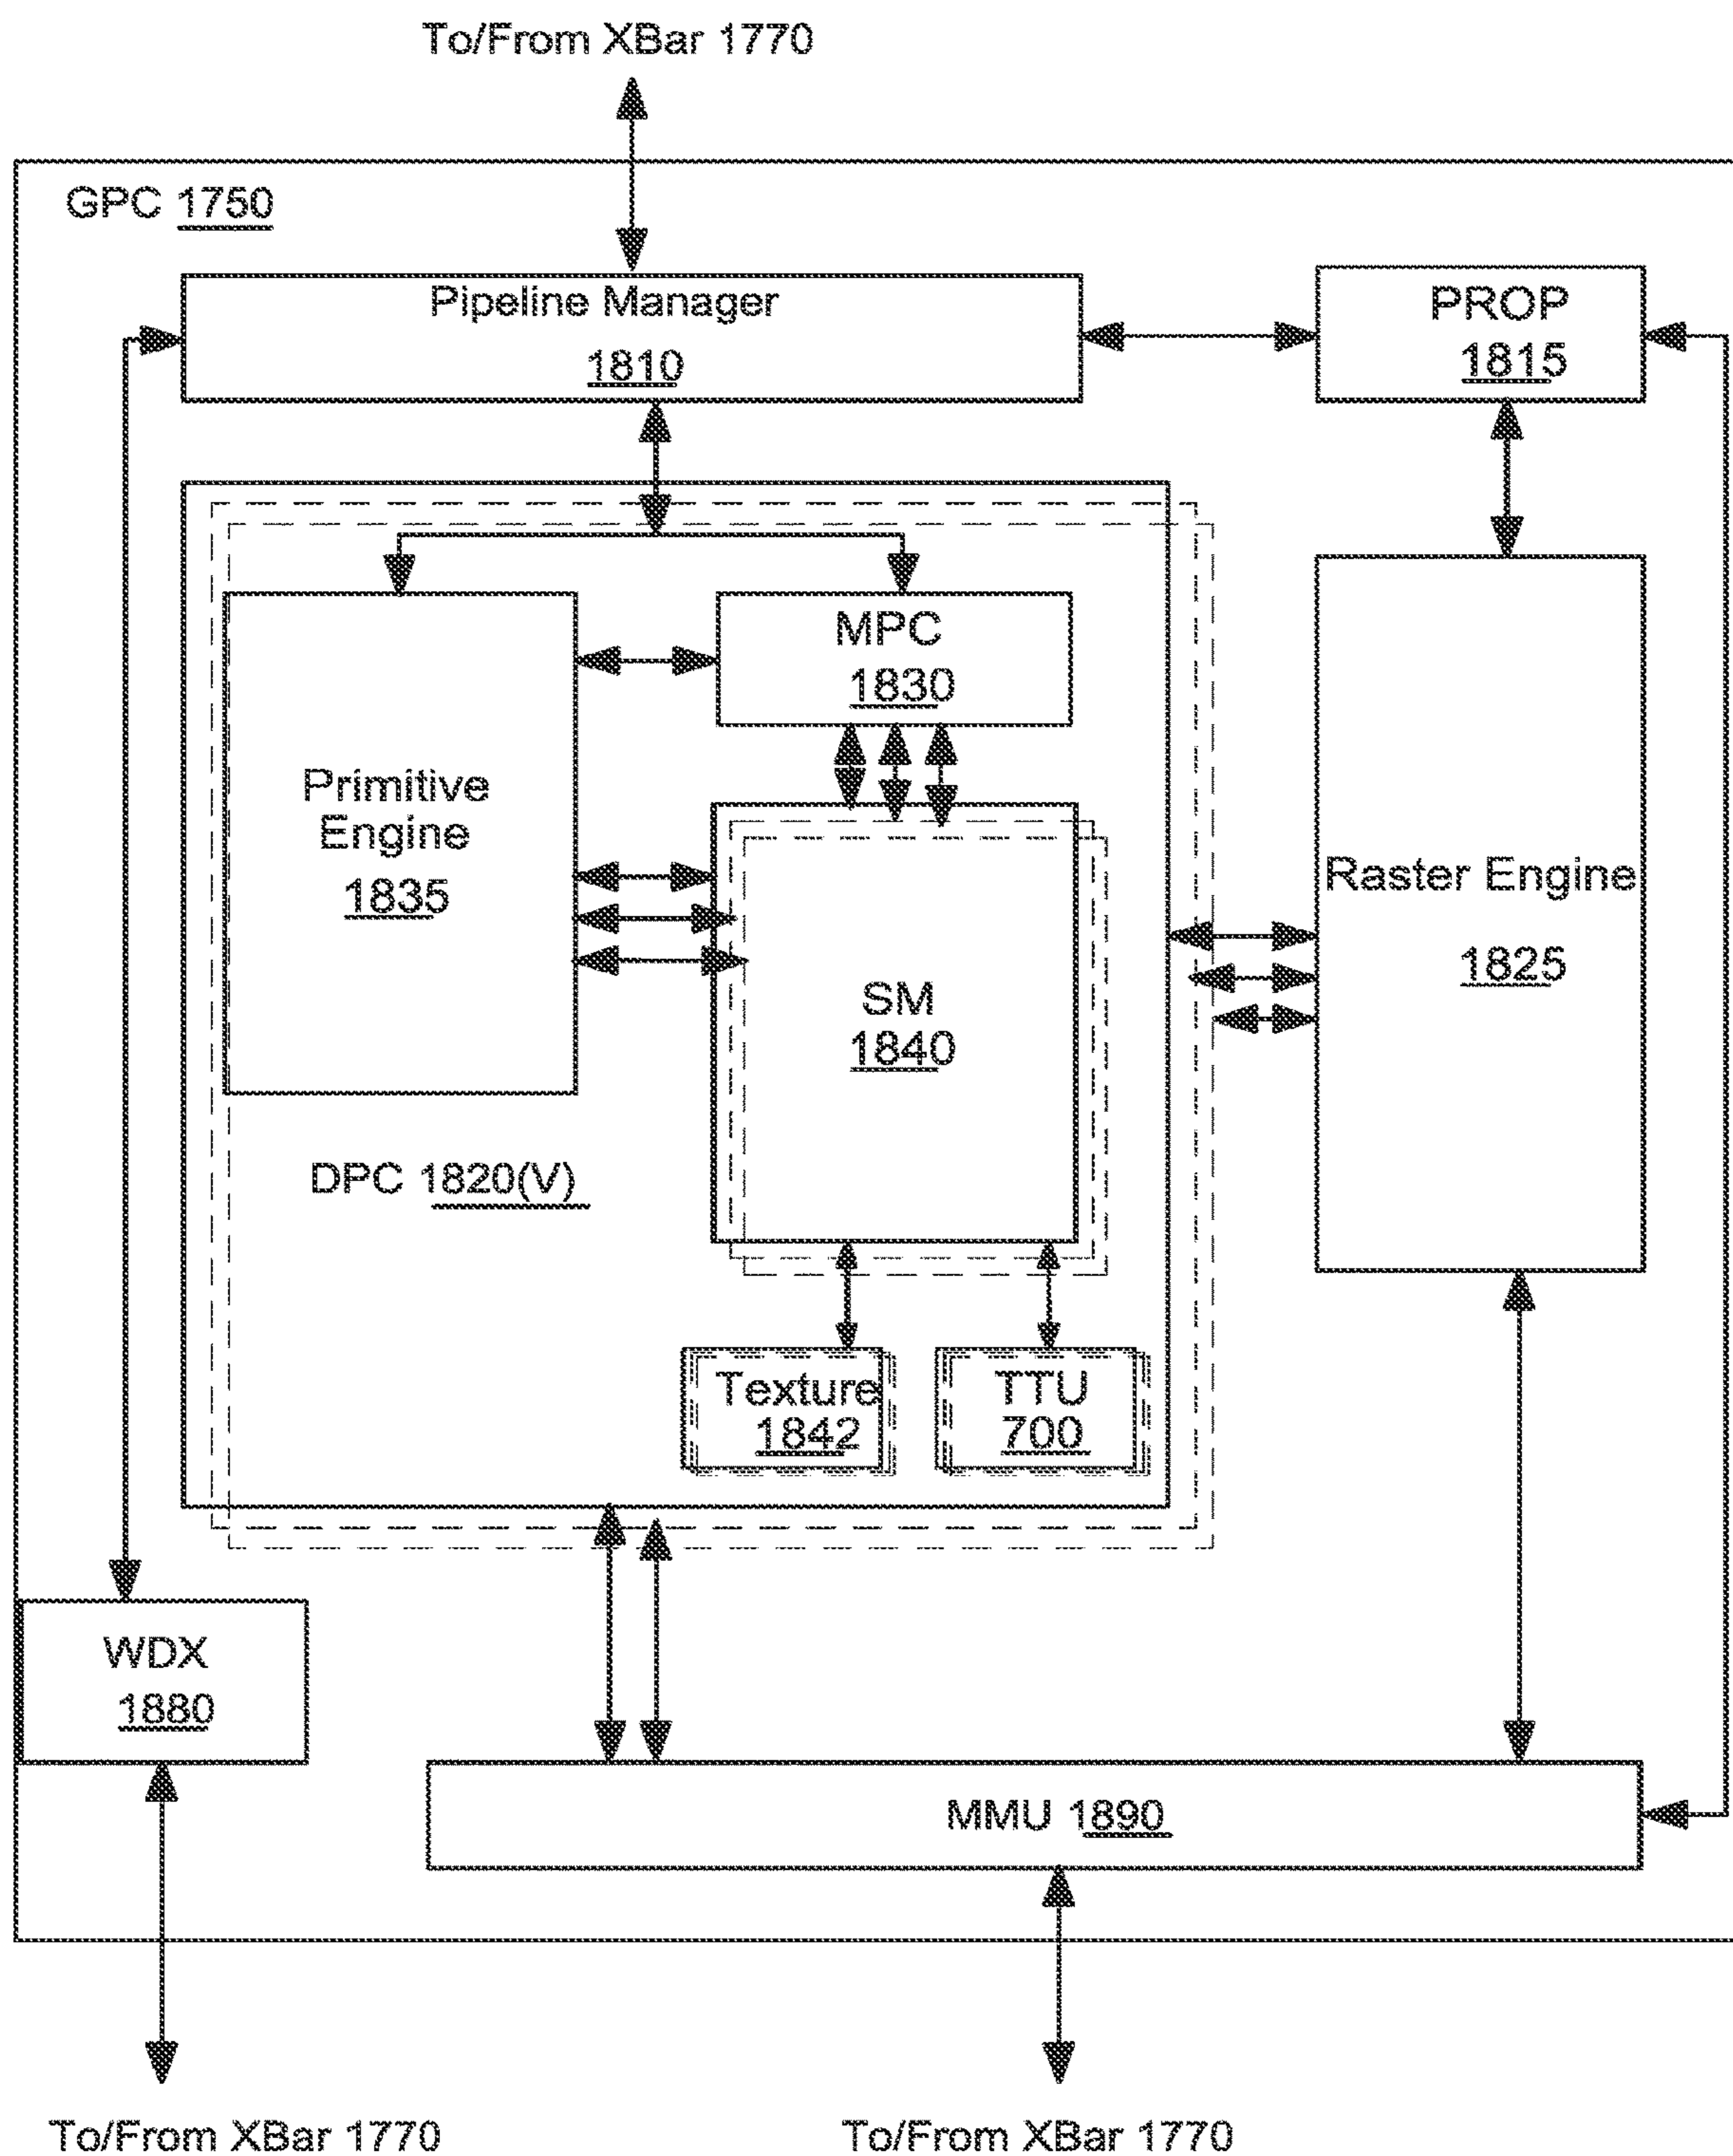 To/From XBar 1770
GPC 1750
Pipeline Manager
1810
PROP
1815
MPC
1830
Primitive
Engine
1835
Raster Engine
1825
SM
1840
DPC 1820(V)
Texture
1842
TTU
700
WDX
1880
MMU 1890
To/From XBar 1770
To/From XBar 1770